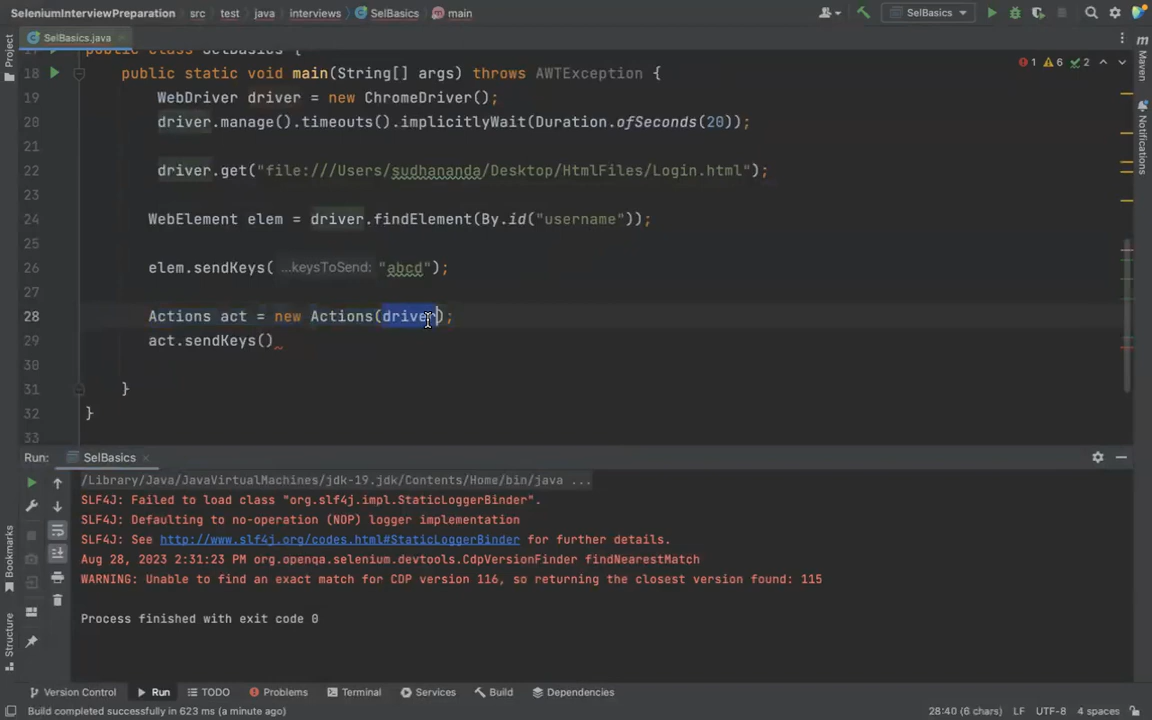 SeleniumInterviewPreparation › src › test › java › interviews › SelBasics › main
SelBasics
SelBasics.java
Project
Maven
Notifications
1 6 2
18 public static void main(String[] args) throws AWTException {
19 WebDriver driver = new ChromeDriver();
20 driver.manage().timeouts().implicitlyWait(Duration.ofSeconds(20));
21
22 driver.get("file:///Users/sudhananda/Desktop/HtmlFiles/Login.html");
23
24 WebElement elem = driver.findElement(By.id("username"));
25
26 elem.sendKeys( ...keysToSend: "abcd");
27
28 Actions act = new Actions(driver);
29 act.sendKeys()
30
31 }
32 }
33
Run: SelBasics
/Library/Java/JavaVirtualMachines/jdk-19.jdk/Contents/Home/bin/java ...
SLF4J: Failed to load class "org.slf4j.impl.StaticLoggerBinder".
SLF4J: Defaulting to no-operation (NOP) logger implementation
SLF4J: See http://www.slf4j.org/codes.html#StaticLoggerBinder for further details.
Aug 28, 2023 2:31:23 PM org.openqa.selenium.devtools.CdpVersionFinder findNearestMatch
WARNING: Unable to find an exact match for CDP version 116, so returning the closest version found: 115
Process finished with exit code 0
Bookmarks
Structure
Version Control Run TODO Problems Terminal Services Build Dependencies
Build completed successfully in 623 ms (a minute ago) 28:40 (6 chars) LF UTF-8 4 spaces